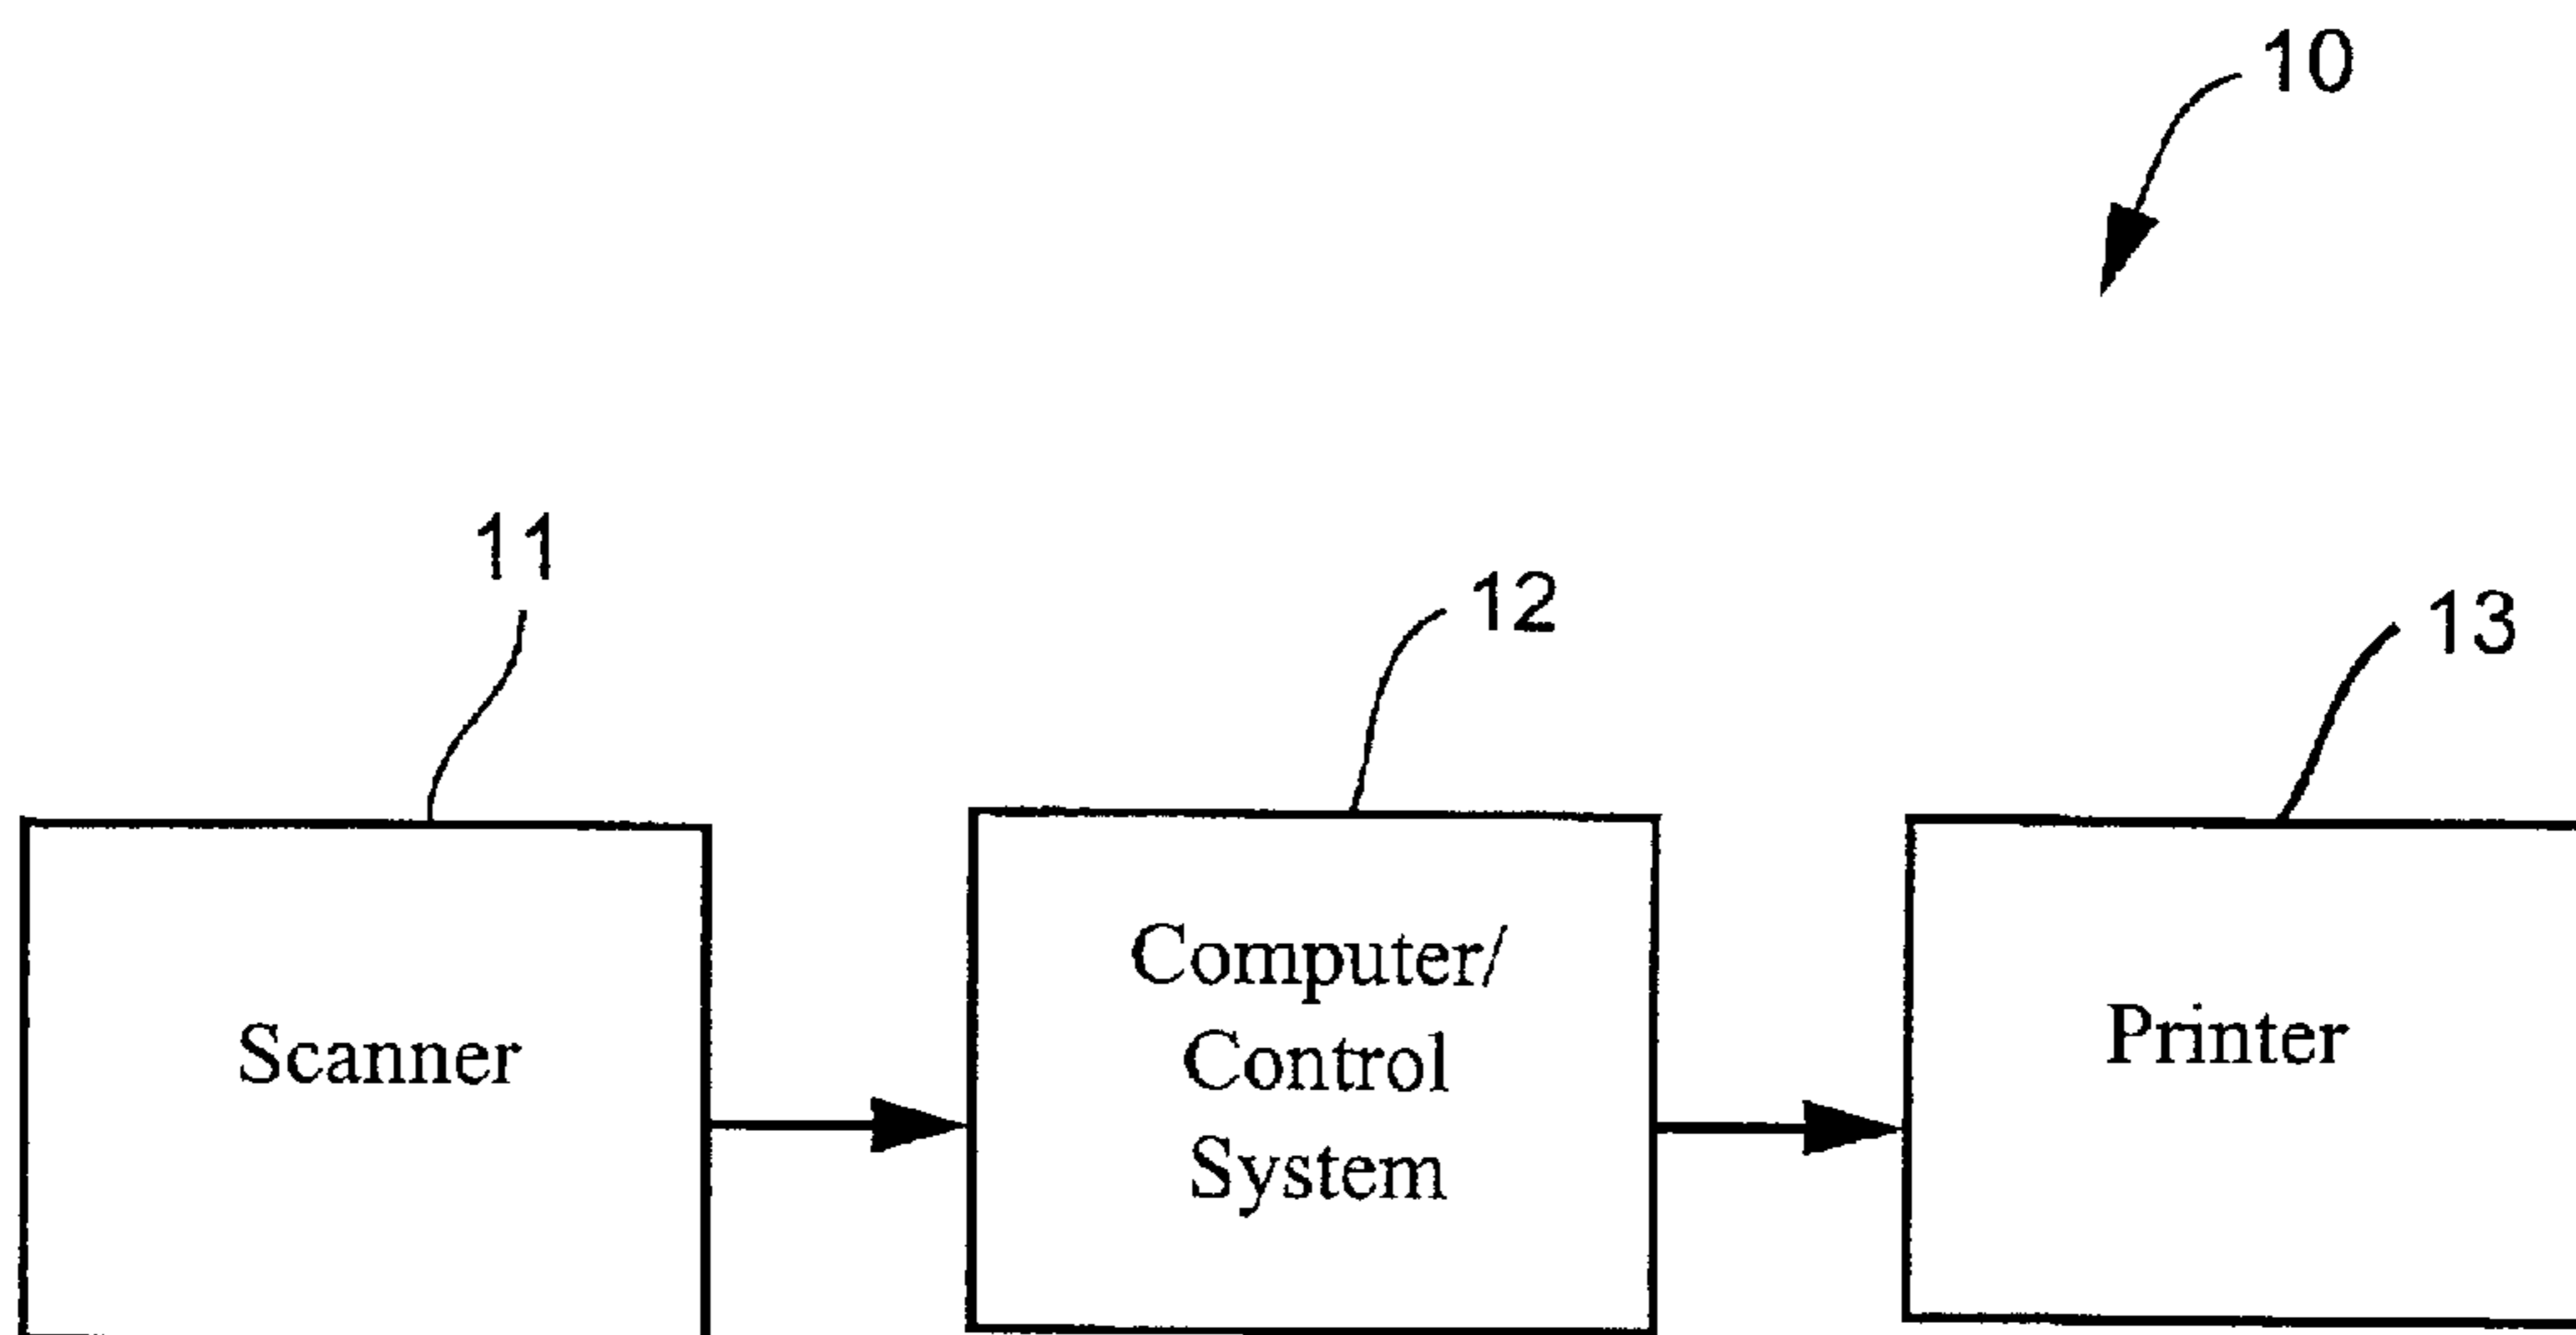 10
11
12
13
Scanner
Computer/
Control
System
Printer